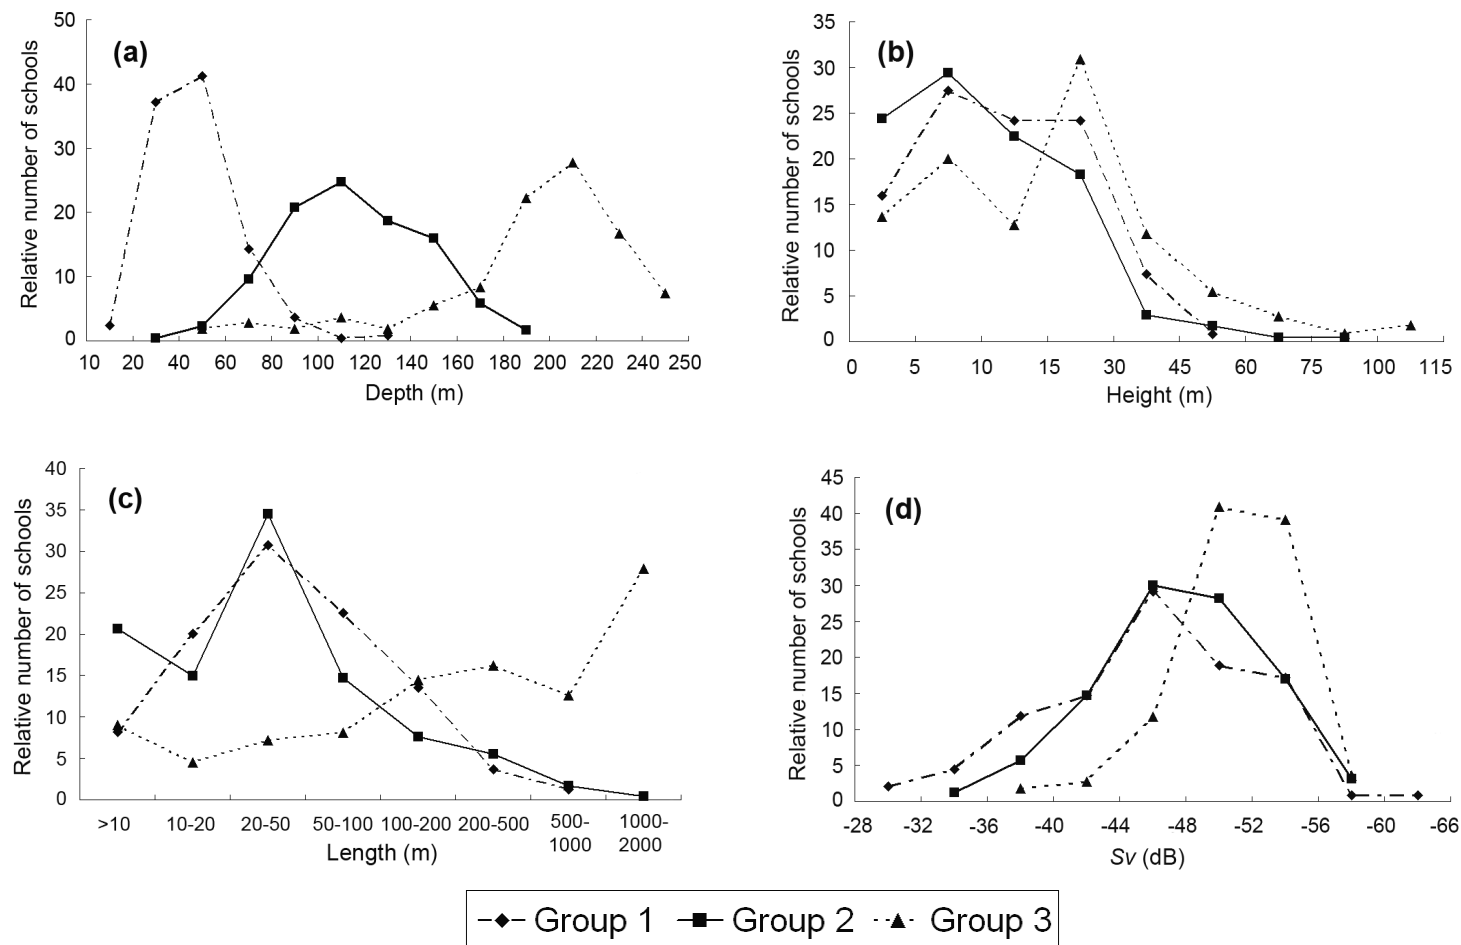 (a)
Relative number of schools
50
40
30
20
10
0
10 20 40 60 80 100 120 140 160 180 200 220 250 250
Depth (m)
(b)
Relative number of schools
35
30
25
20
15
10
5
0
0 5 10 15 30 45 60 75 100 115
Height (m)
(c)
Relative number of schools
40
35
30
25
20
15
10
5
0
>10 10-20 20-50 50-100 100-200 200-500 500-1000 1000-2000
Length (m)
(d)
Relative number of schools
45
40
35
30
25
20
15
10
5
0
-28 -32 -36 -40 -44 -48 -52 -56 -60 -66
Sv (dB)
Group 1 Group 2 Group 3